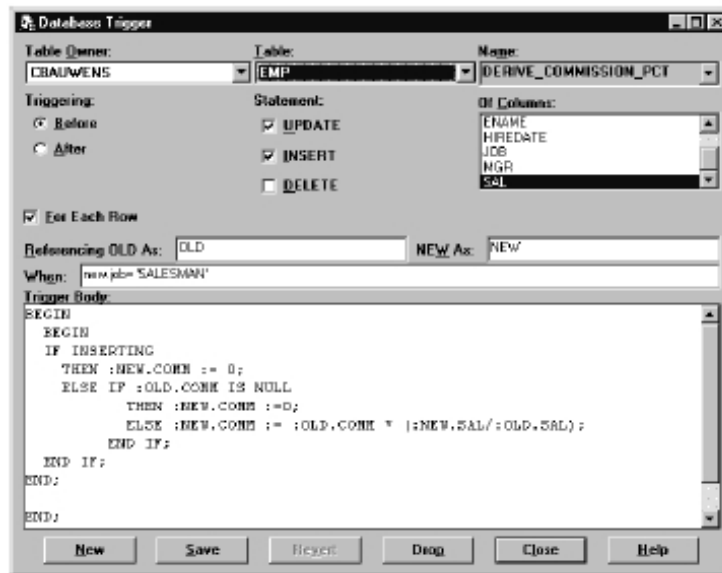 Database Trigger
Table Owner: Table: Name:
CBAUWENS EMP DERIVE_COMMISSION_PCT
Triggering: Statement: Of Columns:
Before UPDATE ENAME
HIREDATE
After INSERT JOB
MGR
DELETE SAL
For Each Row
Referencing OLD As: OLD NEW As: NEW
When: new.job= 'SALESMAN'
Trigger Body:
BEGIN
BEGIN
IF INSERTING
THEN :NEW.COMM := 0;
ELSE IF :OLD.COMM IS NULL
THEN :NEW.COMM :=0;
ELSE :NEW.COMM := :OLD.COMM * (:NEW.SAL/:OLD.SAL);
END IF;
END IF;
END;
END;
New Save Revert Drop Close Help